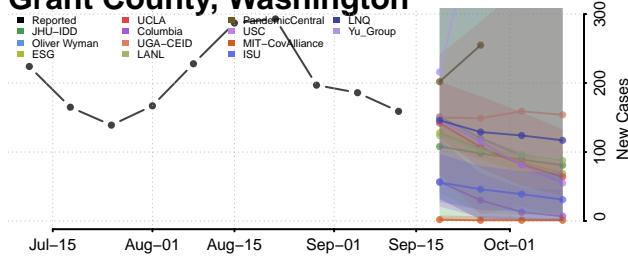 Grant County, Washington
Reported UCLA PandemicCentral LNQ
JHU−IDD Columbia USC Yu_Group
Oliver Wyman UGA−CEID MIT−CovAlliance
ESG LANL ISU
300
200
100
0
New Cases
Jul−15 Aug−01 Aug−15 Sep−01 Sep−15 Oct−01